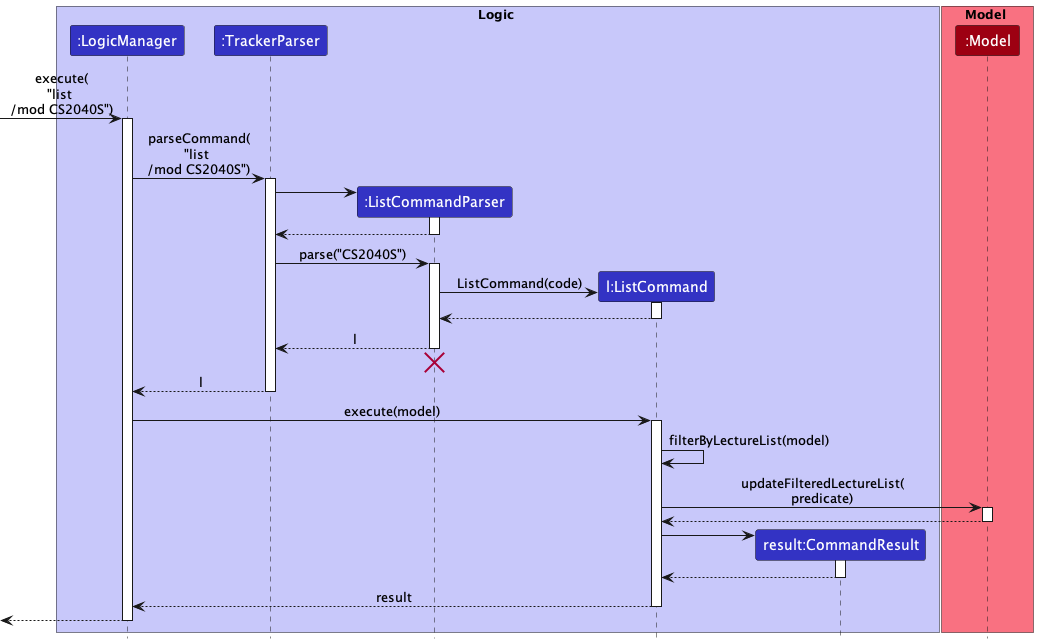 Logic
Model
:LogicManager
:TrackerParser
:Model
execute(
"list
/mod CS2040S")
parseCommand(
"list
/mod CS2040S")
:ListCommandParser
parse("CS2040S")
ListCommand(code)
l:ListCommand
l
l
execute(model)
filterByLectureList(model)
updateFilteredLectureList(
predicate)
result:CommandResult
result